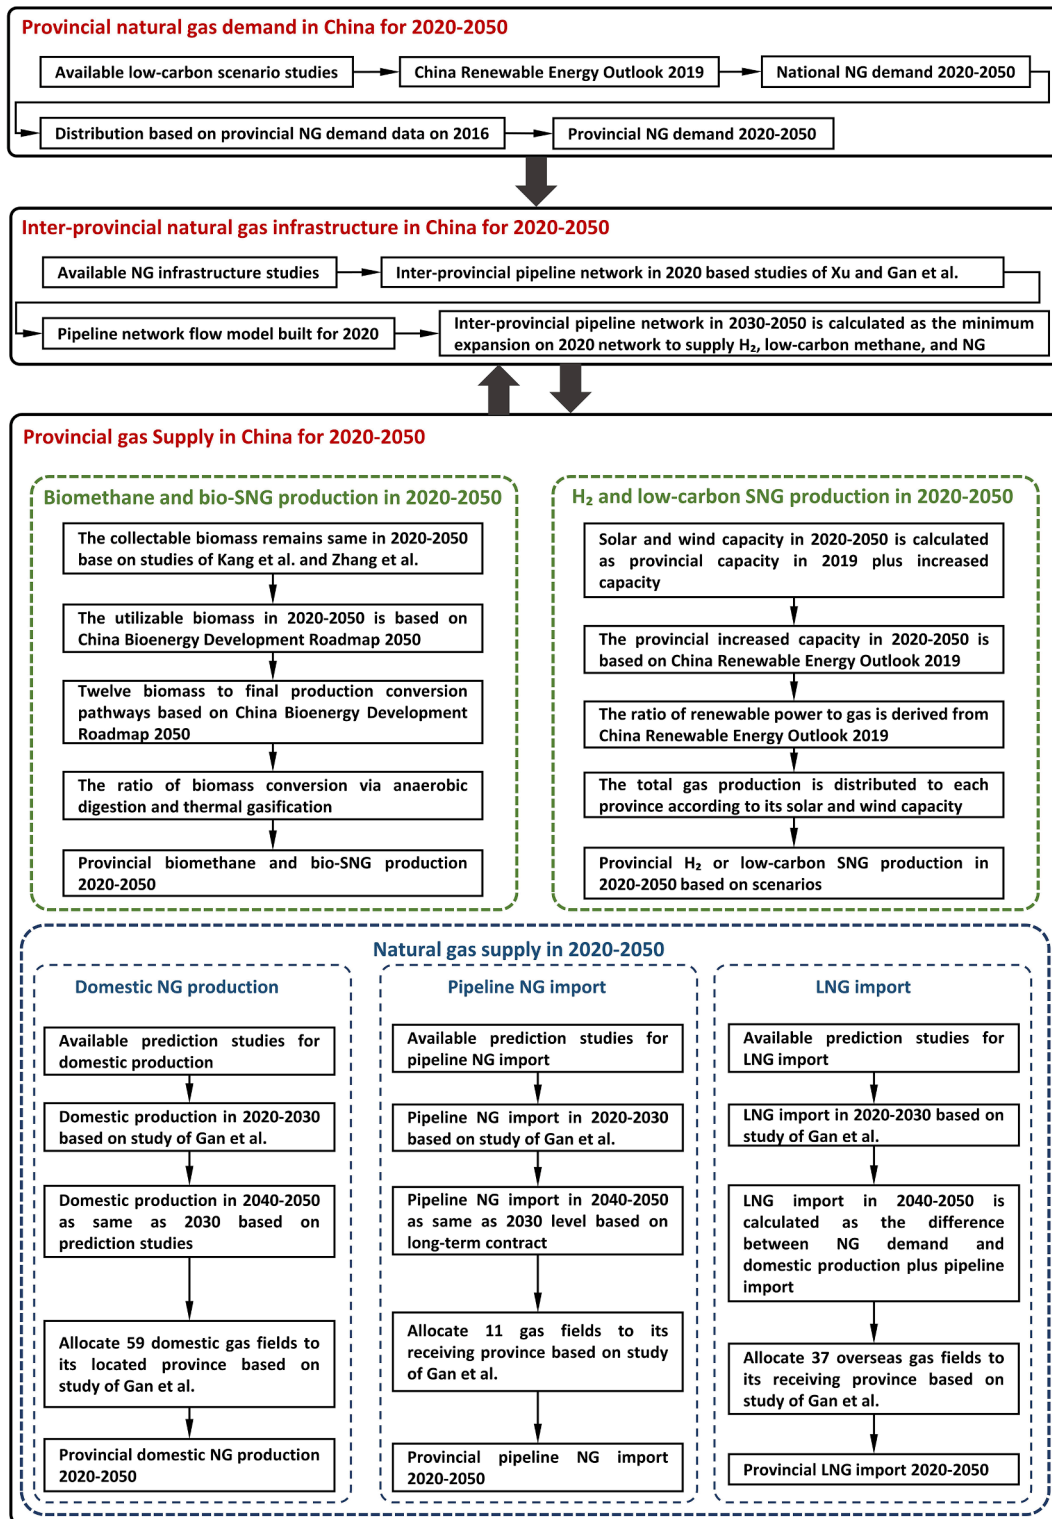 Provincial natural gas demand in China for 2020-2050
Available low-carbon scenario studies
China Renewable Energy Outlook 2019
National NG demand 2020-2050
Distribution based on provincial NG demand data on 2016
Provincial NG demand 2020-2050
Inter-provincial natural gas infrastructure in China for 2020-2050
Available NG infrastructure studies
Inter-provincial pipeline network in 2020 based studies of Xu and Gan et al.
Pipeline network flow model built for 2020
Inter-provincial pipeline network in 2030-2050 is calculated as the minimum
expansion on 2020 network to supply H₂, low-carbon methane, and NG
Provincial gas Supply in China for 2020-2050
Biomethane and bio-SNG production in 2020-2050
The collectable biomass remains same in 2020-2050
base on studies of Kang et al. and Zhang et al.
The utilizable biomass in 2020-2050 is based on
China Bioenergy Development Roadmap 2050
Twelve biomass to final production conversion
pathways based on China Bioenergy Development
Roadmap 2050
The ratio of biomass conversion via anaerobic
digestion and thermal gasification
Provincial biomethane and bio-SNG production
2020-2050
H₂ and low-carbon SNG production in 2020-2050
Solar and wind capacity in 2020-2050 is calculated
as provincial capacity in 2019 plus increased
capacity
The provincial increased capacity in 2020-2050 is
based on China Renewable Energy Outlook 2019
The ratio of renewable power to gas is derived from
China Renewable Energy Outlook 2019
The total gas production is distributed to each
province according to its solar and wind capacity
Provincial H₂ or low-carbon SNG production in
2020-2050 based on scenarios
Natural gas supply in 2020-2050
Domestic NG production
Available prediction studies for
domestic production
Domestic production in 2020-2030
based on study of Gan et al.
Domestic production in 2040-2050
as same as 2030 based on
prediction studies
Allocate 59 domestic gas fields to
its located province based on
study of Gan et al.
Provincial domestic NG production
2020-2050
Pipeline NG import
Available prediction studies for
pipeline NG import
Pipeline NG import in 2020-2030
based on study of Gan et al.
Pipeline NG import in 2040-2050
as same as 2030 level based on
long-term contract
Allocate 11 gas fields to its
receiving province based on study
of Gan et al.
Provincial pipeline NG import
2020-2050
LNG import
Available prediction studies for
LNG import
LNG import in 2020-2030 based on
study of Gan et al.
LNG import in 2040-2050 is
calculated as the difference
between NG demand and
domestic production plus pipeline
import
Allocate 37 overseas gas fields to
its receiving province based on
study of Gan et al.
Provincial LNG import 2020-2050